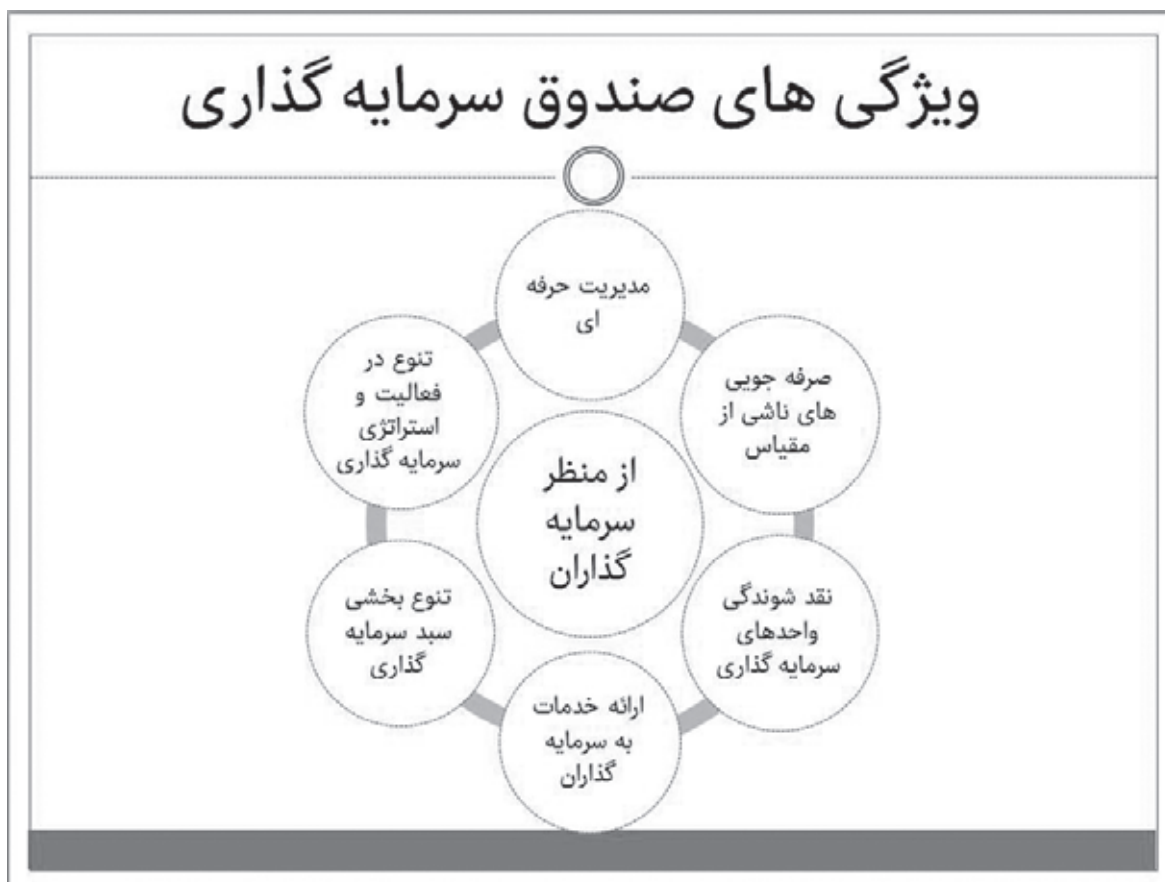 ویژگی های صندوق سرمایه گذاری
مدیریت حرفه
ای
صرفه جویی
های ناشی از
مقیاس
نقد شوندگی
واحدهای
سرمایه گذاری
ارائه خدمات
به سرمایه
گذاران
تنوع بخشی
سبد سرمایه
گذاری
تنوع در
فعالیت و
استراتژی
سرمایه گذاری
از منظر
سرمایه
گذاران